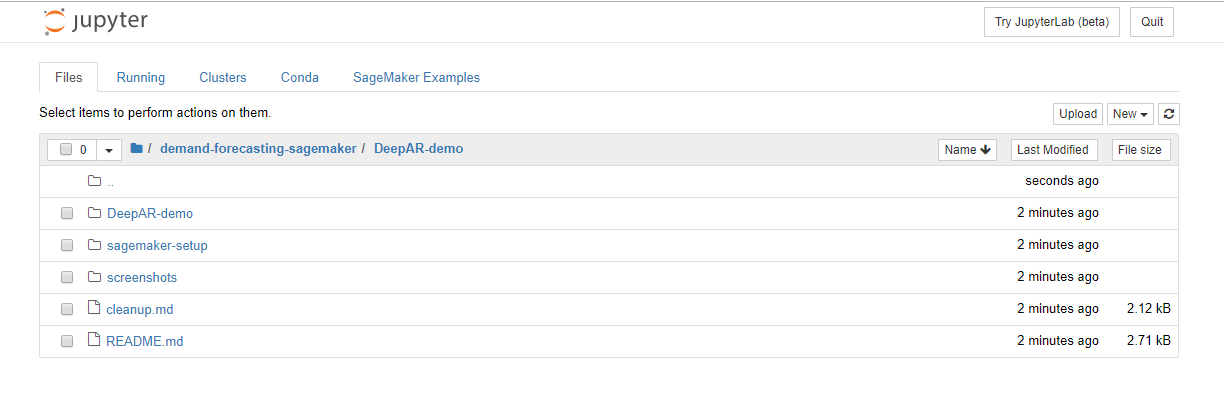 jupyter Try JupyterLab (beta) Quit
Files Running Clusters Conda SageMaker Examples
Select items to perform actions on them. Upload New
0 / demand-forecasting-sagemaker / DeepAR-demo Name Last Modified File size
.. seconds ago
DeepAR-demo 2 minutes ago
sagemaker-setup 2 minutes ago
screenshots 2 minutes ago
cleanup.md 2 minutes ago 2.12 kB
README.md 2 minutes ago 2.71 kB